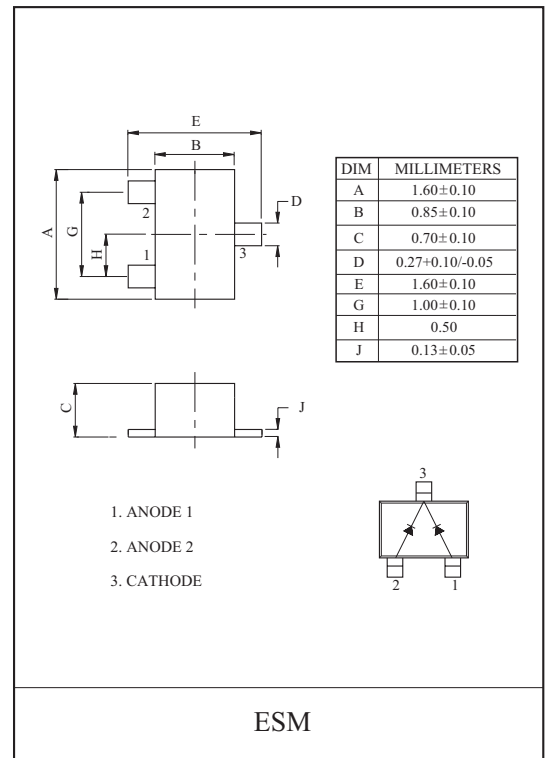 E
B
A
G
H
2
1
D
3
DIM MILLIMETERS
A 1.60±0.10
B 0.85±0.10
C 0.70±0.10
D 0.27+0.10/-0.05
E 1.60±0.10
G 1.00±0.10
H 0.50
J 0.13±0.05
C
J
1. ANODE 1
2. ANODE 2
3. CATHODE
3
2 1
ESM